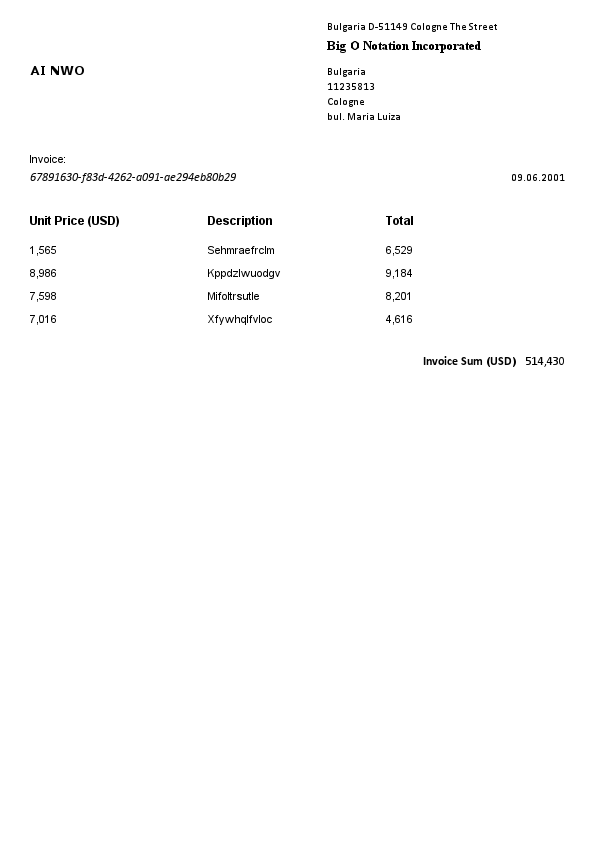 Bulgaria D-51149 Cologne The Street
Big O Notation Incorporated
AI NWO
Bulgaria
11235813
Cologne
bul. Maria Luiza
Invoice:
67891630-f83d-4262-a091-ae294eb80b29 09.06.2001
Unit Price (USD) Description Total
1,565 Sehmraefrclm 6,529
8,986 Kppdzlwuodgv 9,184
7,598 Mifoltrsutle 8,201
7,016 Xfywhqlfvloc 4,616
Invoice Sum (USD) 514,430